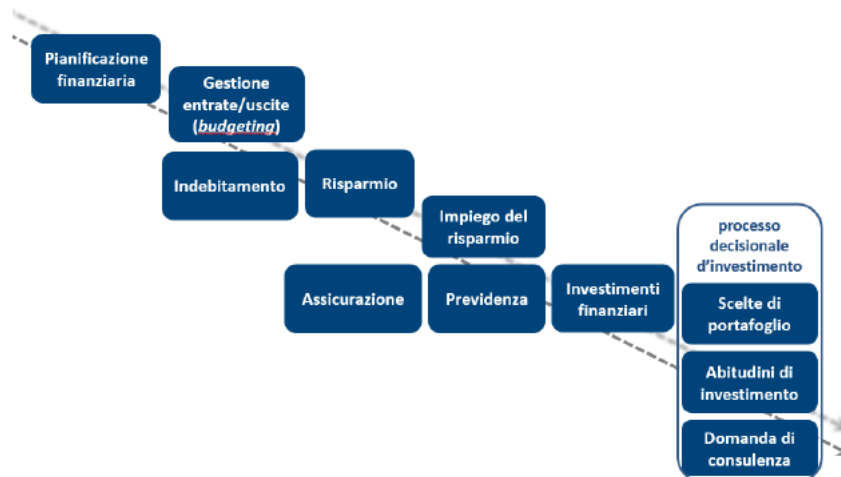 Pianificazione
finanziaria
Gestione
entrate/uscite
(budgeting)
Indebitamento
Risparmio
Impiego del
risparmio
Assicurazione
Previdenza
Investimenti
finanziari
processo
decisionale
d'investimento
Scelte di
portafoglio
Abitudini di
investimento
Domanda di
consulenza